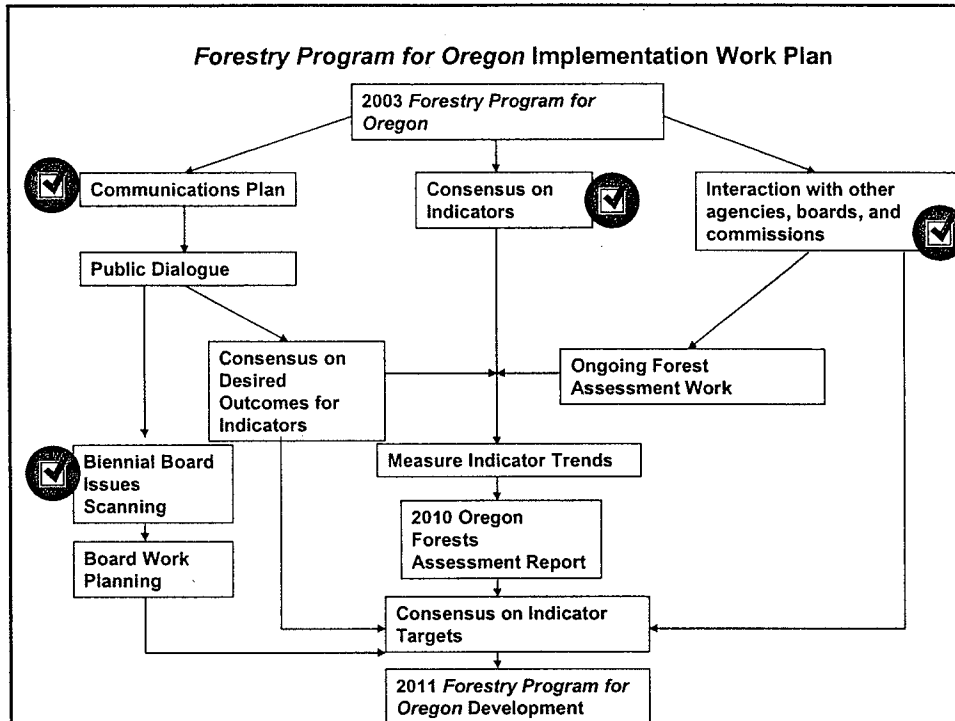 Forestry Program for Oregon Implementation Work Plan
2003 Forestry Program for
Oregon
Communications Plan
Consensus on
Indicators
Interaction with other
agencies, boards, and
commissions
Public Dialogue
Consensus on
Desired
Outcomes for
Indicators
Ongoing Forest
Assessment Work
Biennial Board
Issues
Scanning
Measure Indicator Trends
2010 Oregon
Forests
Assessment Report
Board Work
Planning
Consensus on Indicator
Targets
2011 Forestry Program for
Oregon Development